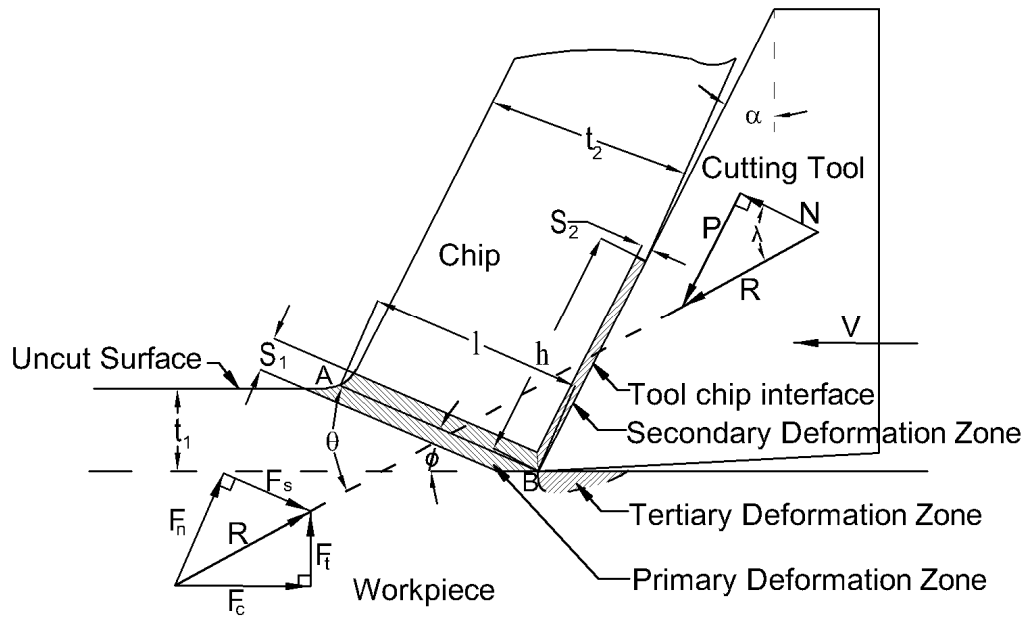 α
t₂
Cutting Tool
S₂
N
P
λ
R
Chip
V
l
h
Uncut Surface
S₁
A
Tool chip interface
t₁
θ
Secondary Deformation Zone
ϕ
B
Fₛ
Tertiary Deformation Zone
Fₙ
R
Fₜ
Primary Deformation Zone
F꜀
Workpiece